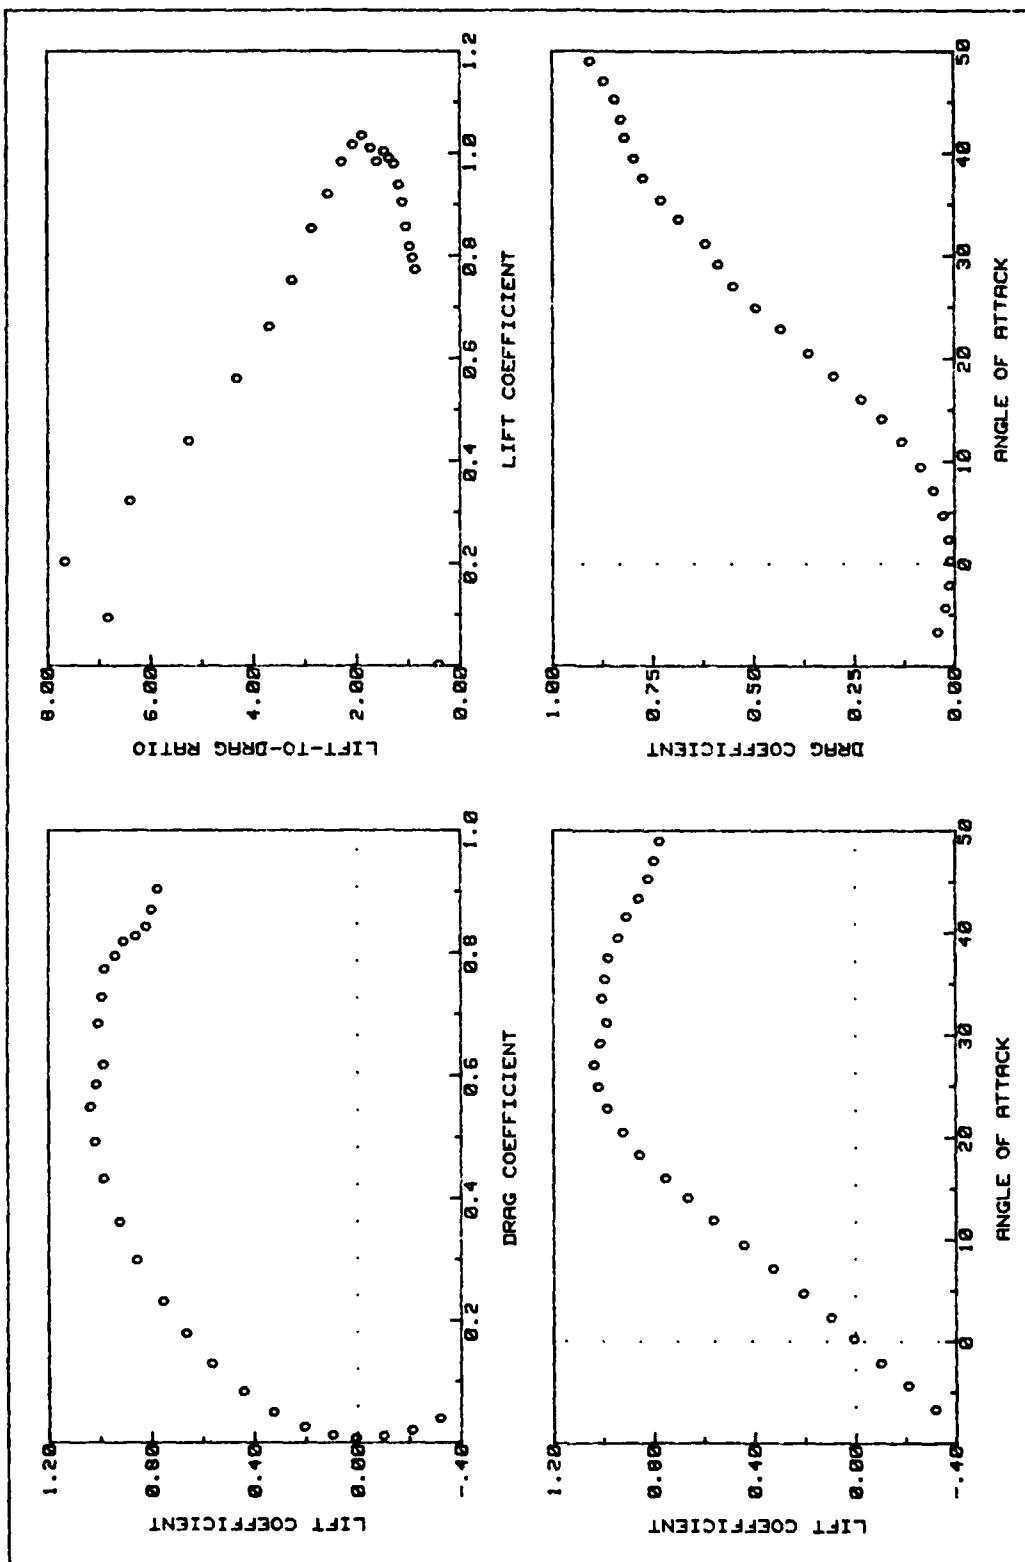 LIFT COEFFICIENT
1.20
0.80
0.40
0.00
-.40
0.2 0.4 0.6 0.8 1.0
DRAG COEFFICIENT
LIFT-TO-DRAG RATIO
8.00
6.00
4.00
2.00
0.00
0.2 0.4 0.6 0.8 1.0 1.2
LIFT COEFFICIENT
LIFT COEFFICIENT
1.20
0.80
0.40
0.00
-.40
0 10 20 30 40 50
ANGLE OF ATTACK
DRAG COEFFICIENT
1.00
0.75
0.50
0.25
0.00
0 10 20 30 40 50
ANGLE OF ATTACK